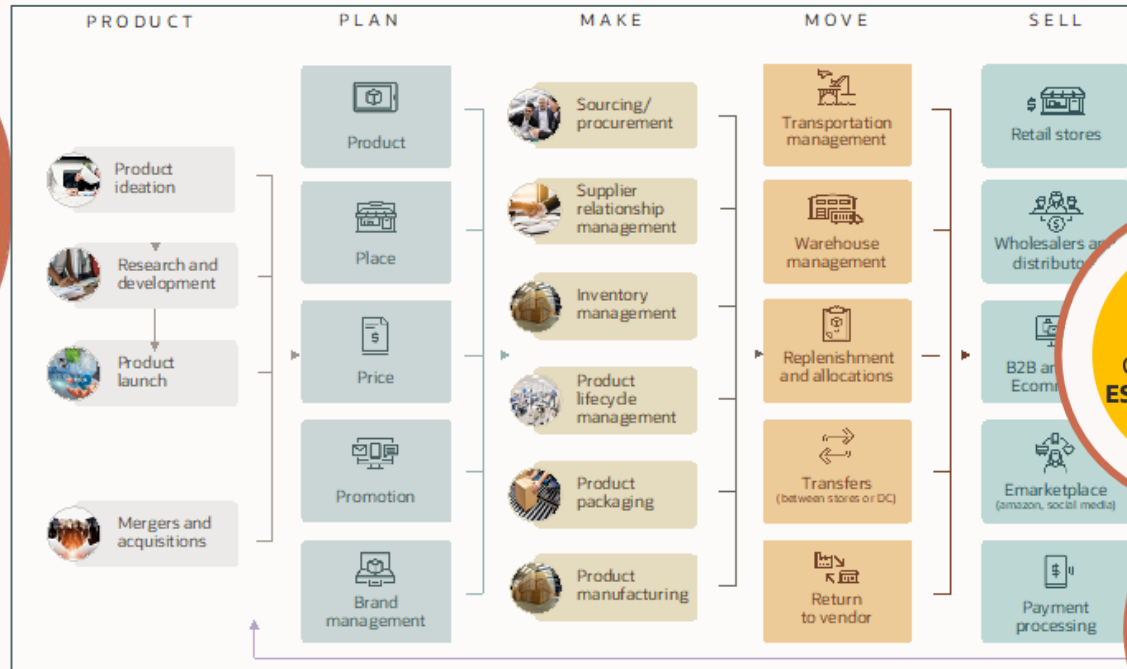 PRODUCT
PLAN
MAKE
MOVE
SELL
Product
ideation
Research and
development
Product
launch
Mergers and
acquisitions
Product
Place
Price
Promotion
Brand
management
Sourcing/
procurement
Supplier
relationship
management
Inventory
management
Product
lifecycle
management
Product
packaging
Product
manufacturing
Transportation
management
Warehouse
management
Replenishment
and allocations
Transfers
(between stores or DC)
Return
to vendor
Retail stores
Wholesalers
B2B
Emarketplace
(amazon, social media)
Payment
processing